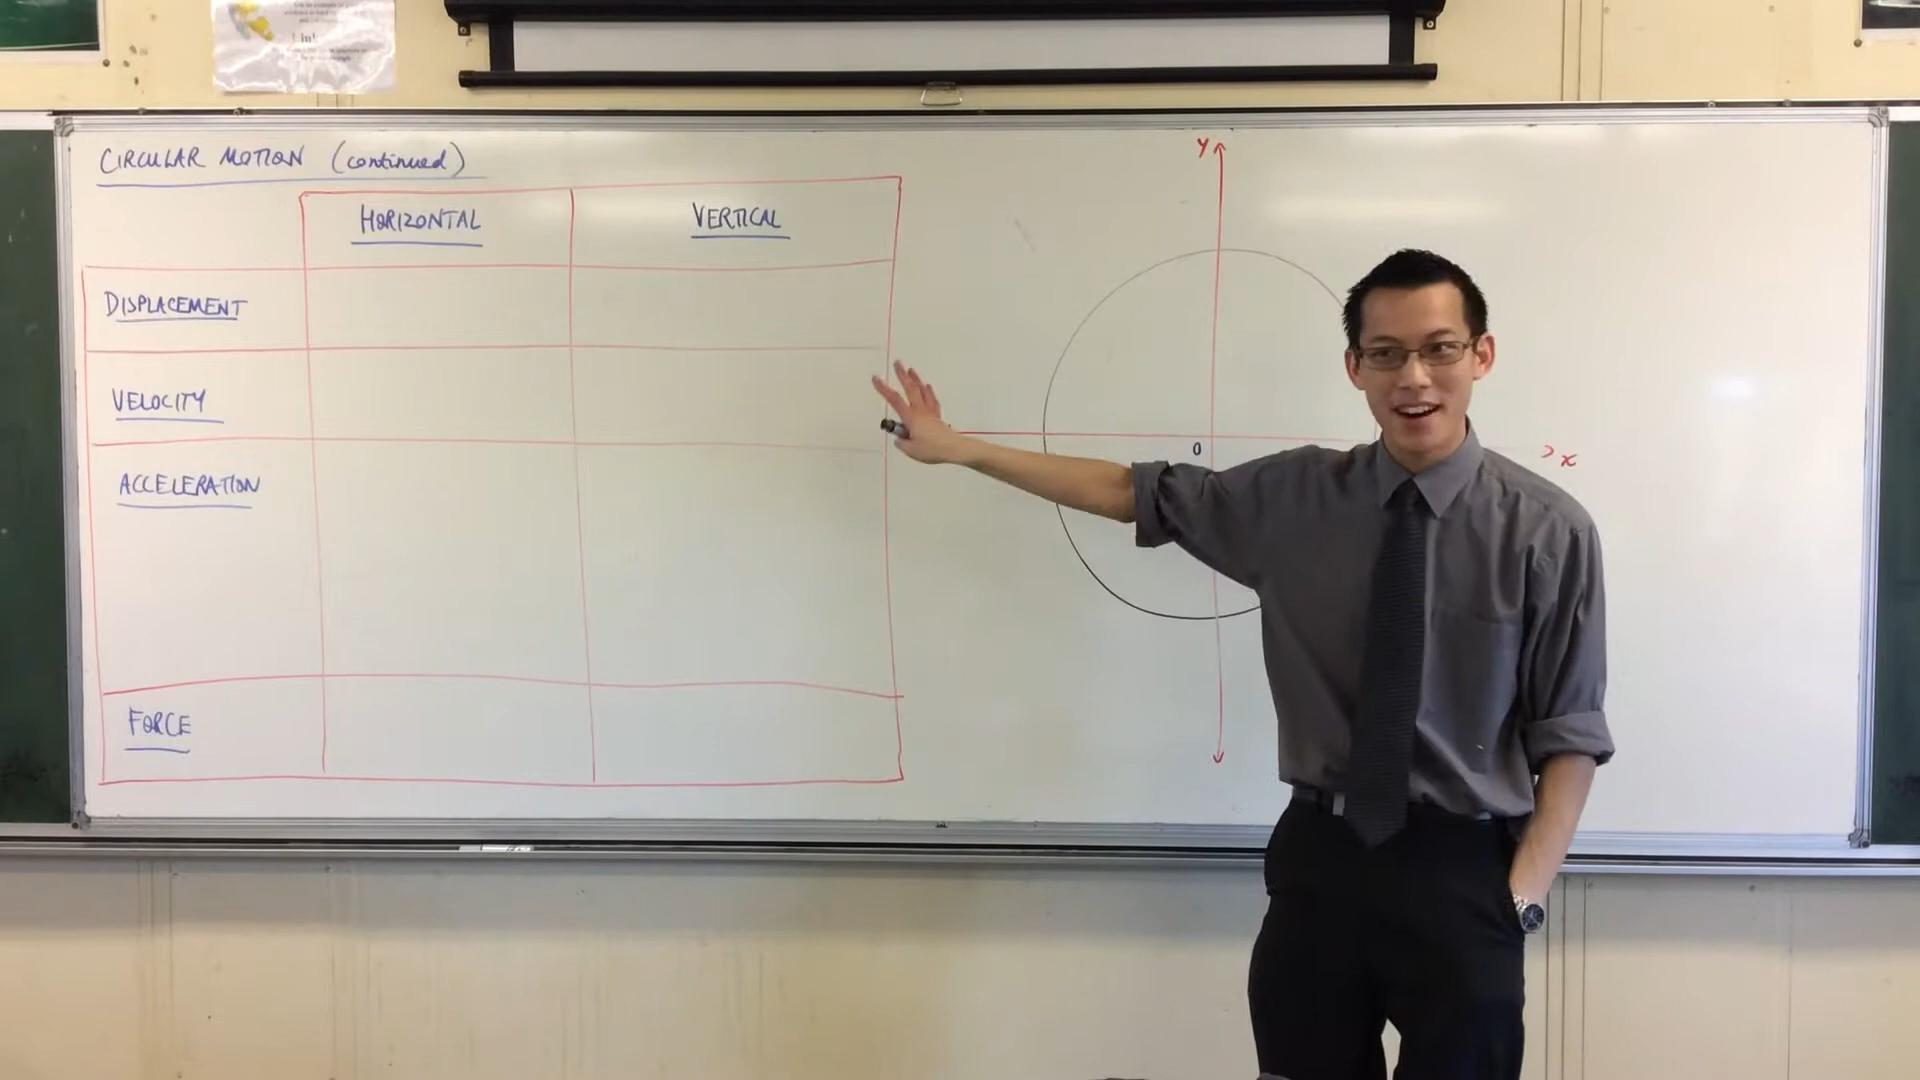 CIRCULAR MOTION (continued)
HORIZONTAL
VERTICAL
DISPLACEMENT
VELOCITY
ACCELERATION
FORCE
y
0
x